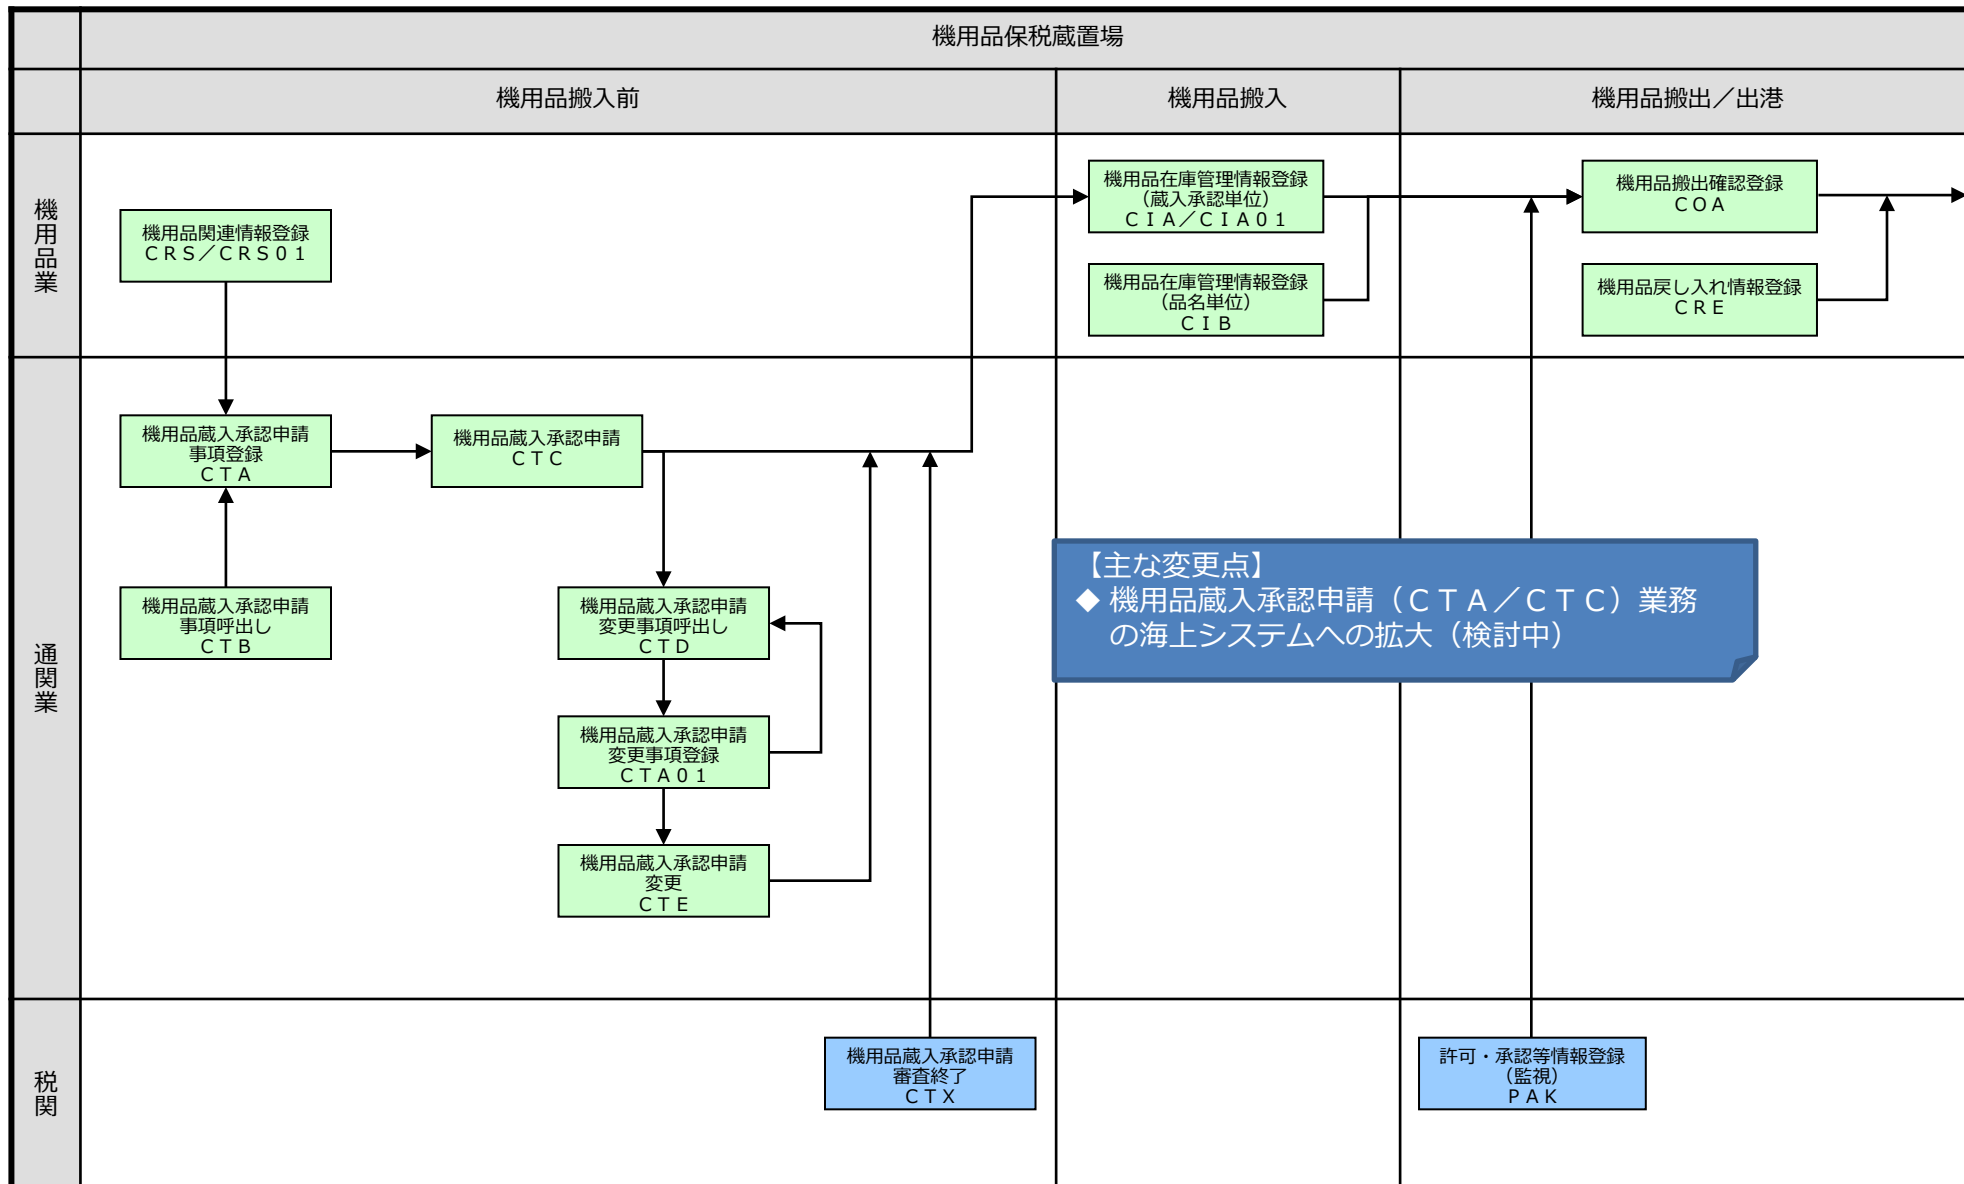 機用品保税蔵置場
機用品搬入前
機用品搬入
機用品搬出／出港
機用品業
機用品関連情報登録
ＣＲＳ／ＣＲＳ０１
機用品在庫管理情報登録
（蔵入承認単位）
ＣＩＡ／ＣＩＡ０１
機用品在庫管理情報登録
（品名単位）
ＣＩＢ
機用品搬出確認登録
ＣＯＡ
機用品戻し入れ情報登録
ＣＲＥ
通関業
機用品蔵入承認申請
事項登録
ＣＴＡ
機用品蔵入承認申請
ＣＴＣ
機用品蔵入承認申請
事項呼出し
ＣＴＢ
機用品蔵入承認申請
変更事項呼出し
ＣＴＤ
機用品蔵入承認申請
変更事項登録
ＣＴＡ０１
機用品蔵入承認申請
変更
ＣＴＥ
【主な変更点】
◆ 機用品蔵入承認申請（ＣＴＡ／ＣＴＣ）業務
の海上システムへの拡大（検討中）
税関
機用品蔵入承認申請
審査終了
ＣＴＸ
許可・承認等情報登録
（監視）
ＰＡＫ